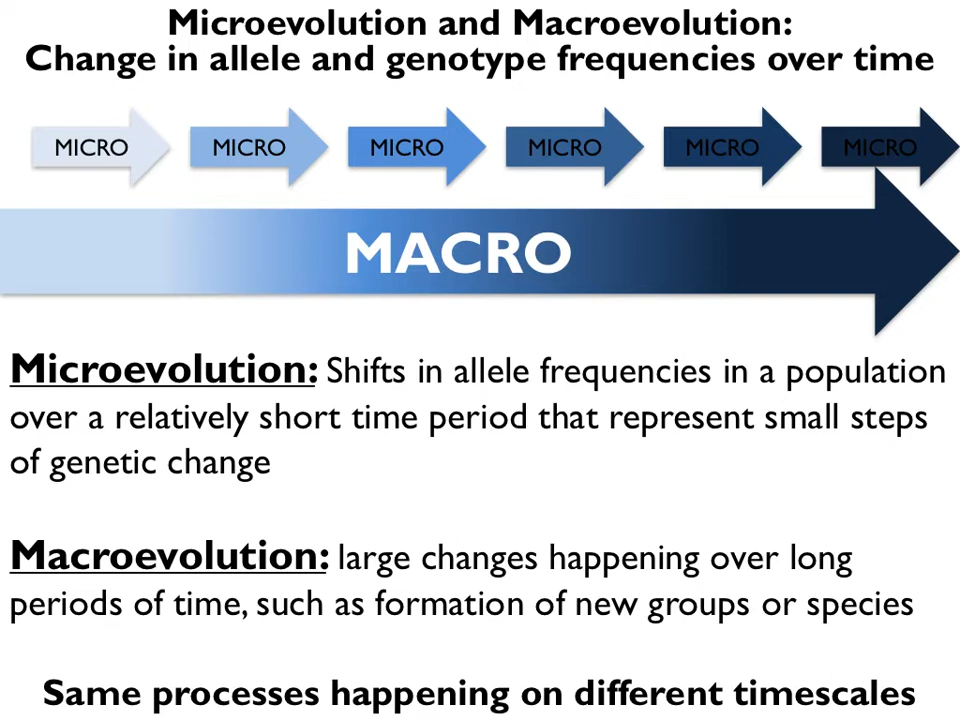 Microevolution and Macroevolution:
Change in allele and genotype frequencies over time
MICRO MICRO MICRO MICRO MICRO MICRO
MACRO
Microevolution: Shifts in allele frequencies in a population
over a relatively short time period that represent small steps
of genetic change
Macroevolution: large changes happening over long
periods of time, such as formation of new groups or species
Same processes happening on different timescales